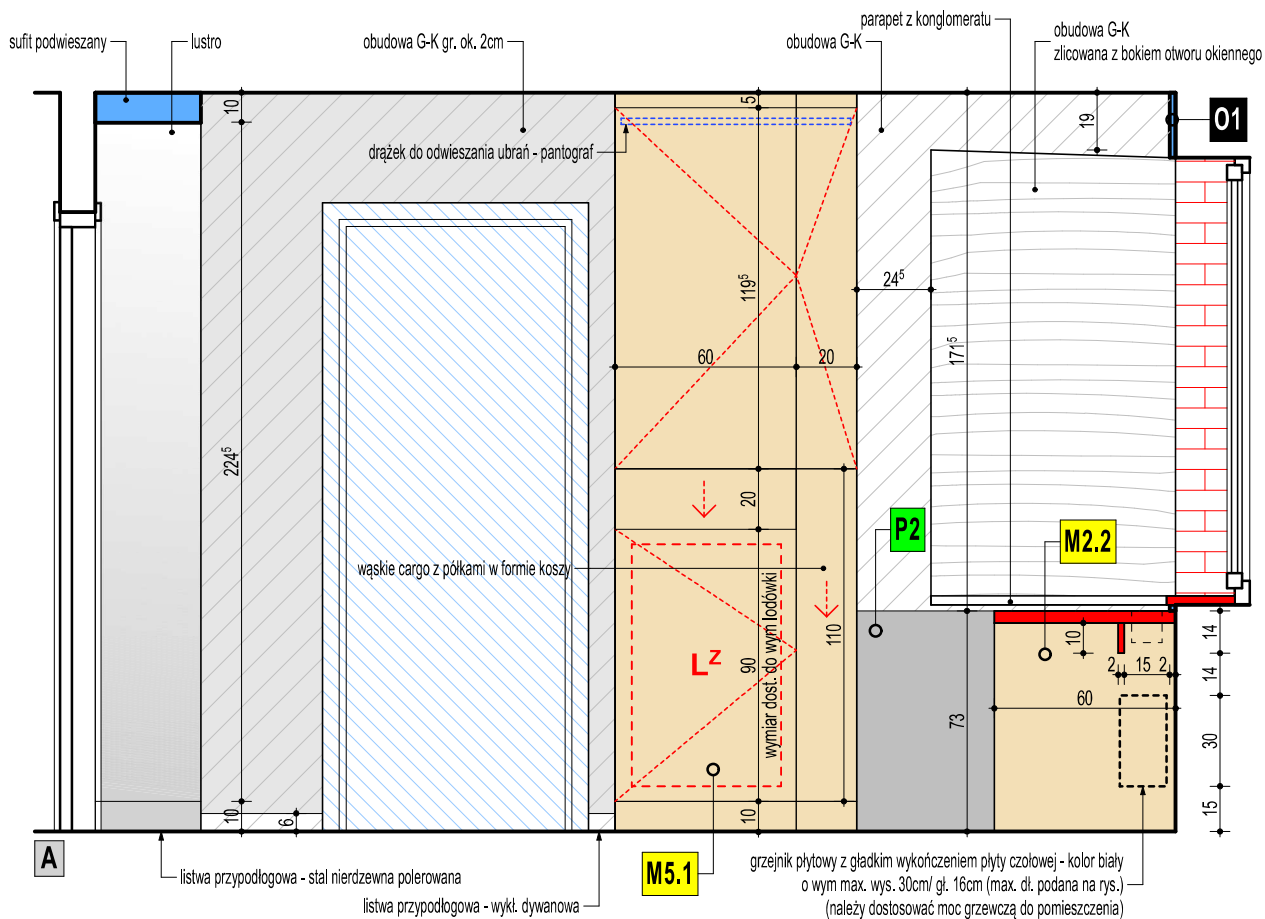 parapet z konglomeratu
sufit podwieszany
lustro
obudowa G-K gr. ok. 2cm
obudowa G-K
obudowa G-K
zlicowana z bokiem otworu okiennego
10
5
19
O1
drążek do odwieszania ubrań - pantograf
119⁵
24⁵
171⁵
60
20
224⁵
20
P2
M2.2
wąskie cargo z półkami w formie koszy
110
90
wymiar dost. do wym lodówki
Lᶻ
10
14
2
15
2
14
60
73
30
10
6
10
15
A
M5.1
listwa przypodłogowa - stal nierdzewna polerowana
listwa przypodłogowa - wykł. dywanowa
grzejnik płytowy z gładkim wykończeniem płyty czołowej - kolor biały
o wym max. wys. 30cm/ gł. 16cm (max. dł. podana na rys.)
(należy dostosować moc grzewczą do pomieszczenia)